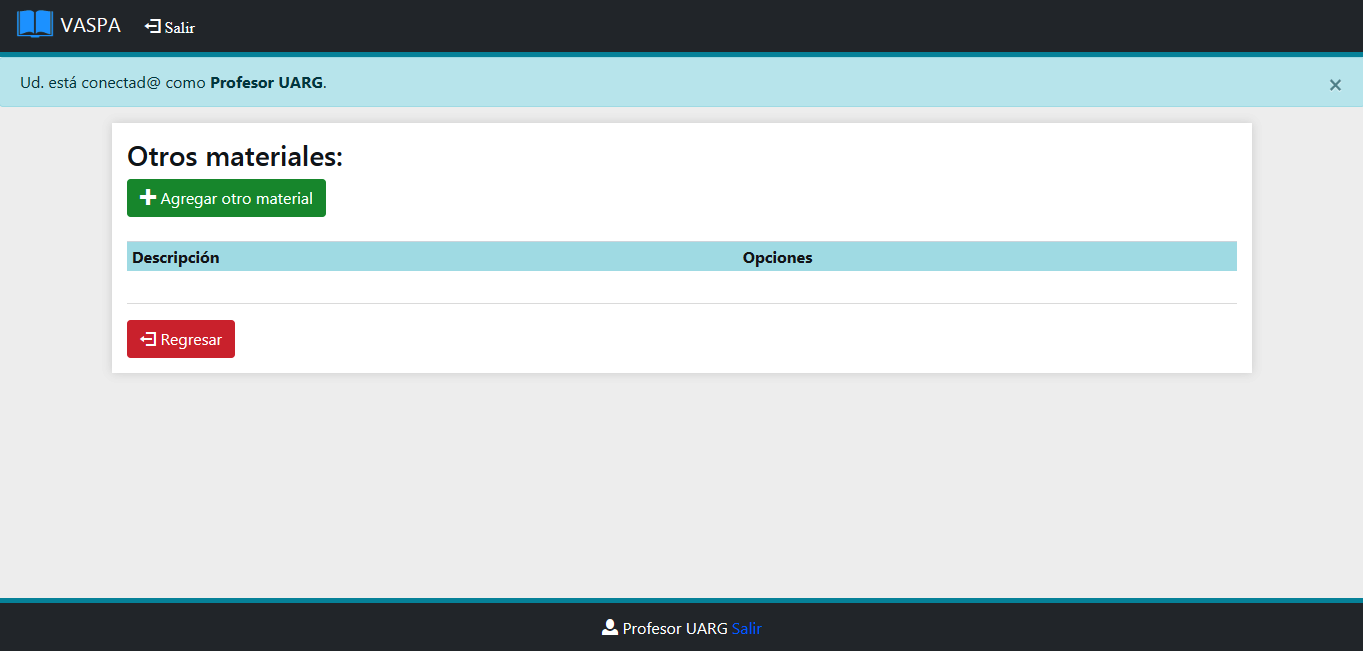 VASPA Salir
Ud. está conectad@ como Profesor UARG. ×
Otros materiales:
Agregar otro material
Descripción Opciones
Regresar
Profesor UARG Salir